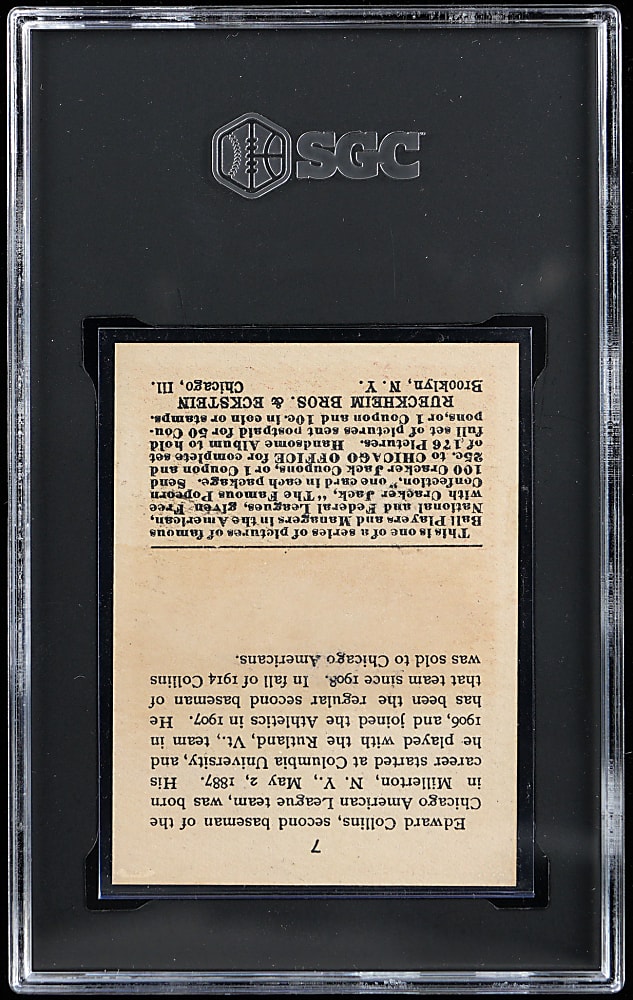 SGC
7
Edward Collins, second baseman of the
Chicago American League team, was born
in Millerton, N. Y., May 2, 1887. His
career started at Columbia University, and
he played with the Rutland, Vt., team in
1906, and joined the Athletics in 1907. He
has been the regular second baseman of
that team since 1908. In fall of 1914 Collins
was sold to Chicago Americans.
This is one of a series of pictures of famous
Ball Players and Managers in the American,
National and Federal Leagues, given Free
with Cracker Jack, "The Famous Popcorn
Confection," one card in each package. Send
100 Cracker Jack Coupons, or 1 Coupon and
25c. to CHICAGO OFFICE for complete set
of 176 Pictures. Handsome Album to hold
full set of pictures sent postpaid for 50 Cou-
pons, or 1 Coupon and 10c. in coin or stamps.
RUECKHEIM BROS. & ECKSTEIN
Brooklyn, N. Y. Chicago, Ill.